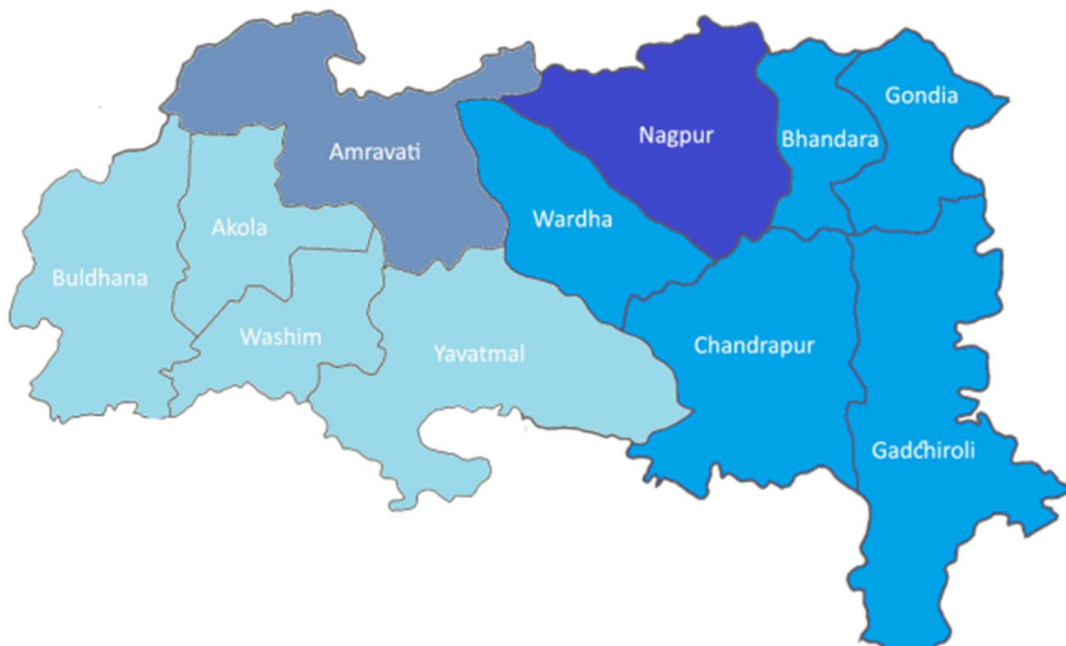 Gondia
Nagpur
Bhandara
Amravati
Wardha
Akola
Buldhana
Washim
Chandrapur
Yavatmal
Gadchiroli